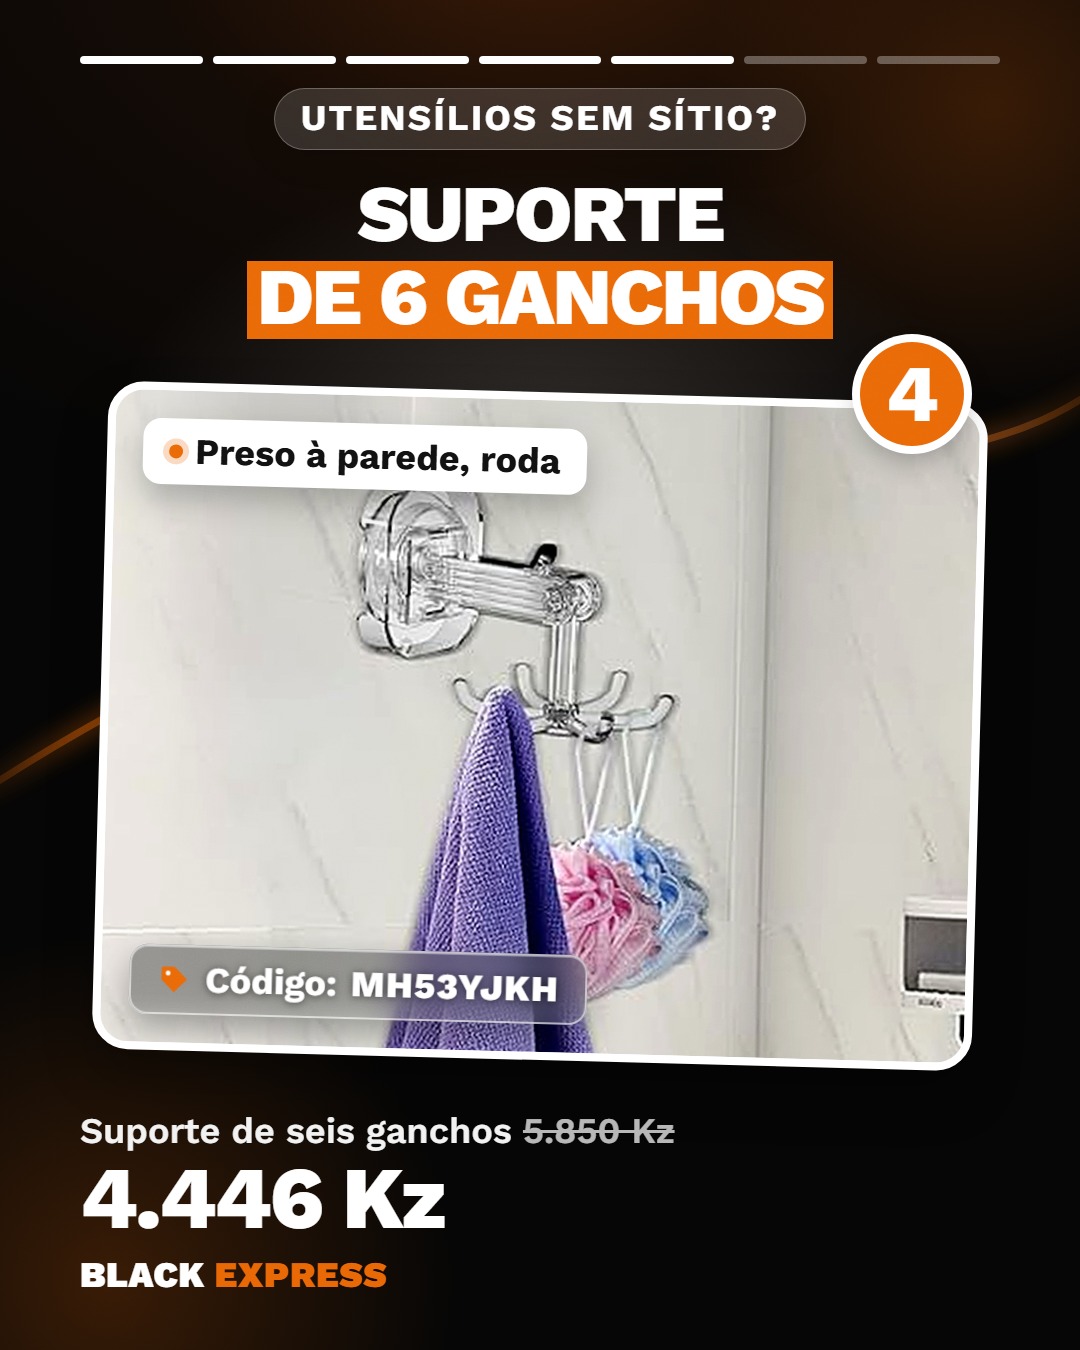 UTENSÍLIOS SEM SÍTIO?
SUPORTE
DE 6 GANCHOS
4
Preso à parede, roda
Código: MH53YJKH
Suporte de seis ganchos 5.850 Kz
4.446 Kz
BLACK EXPRESS